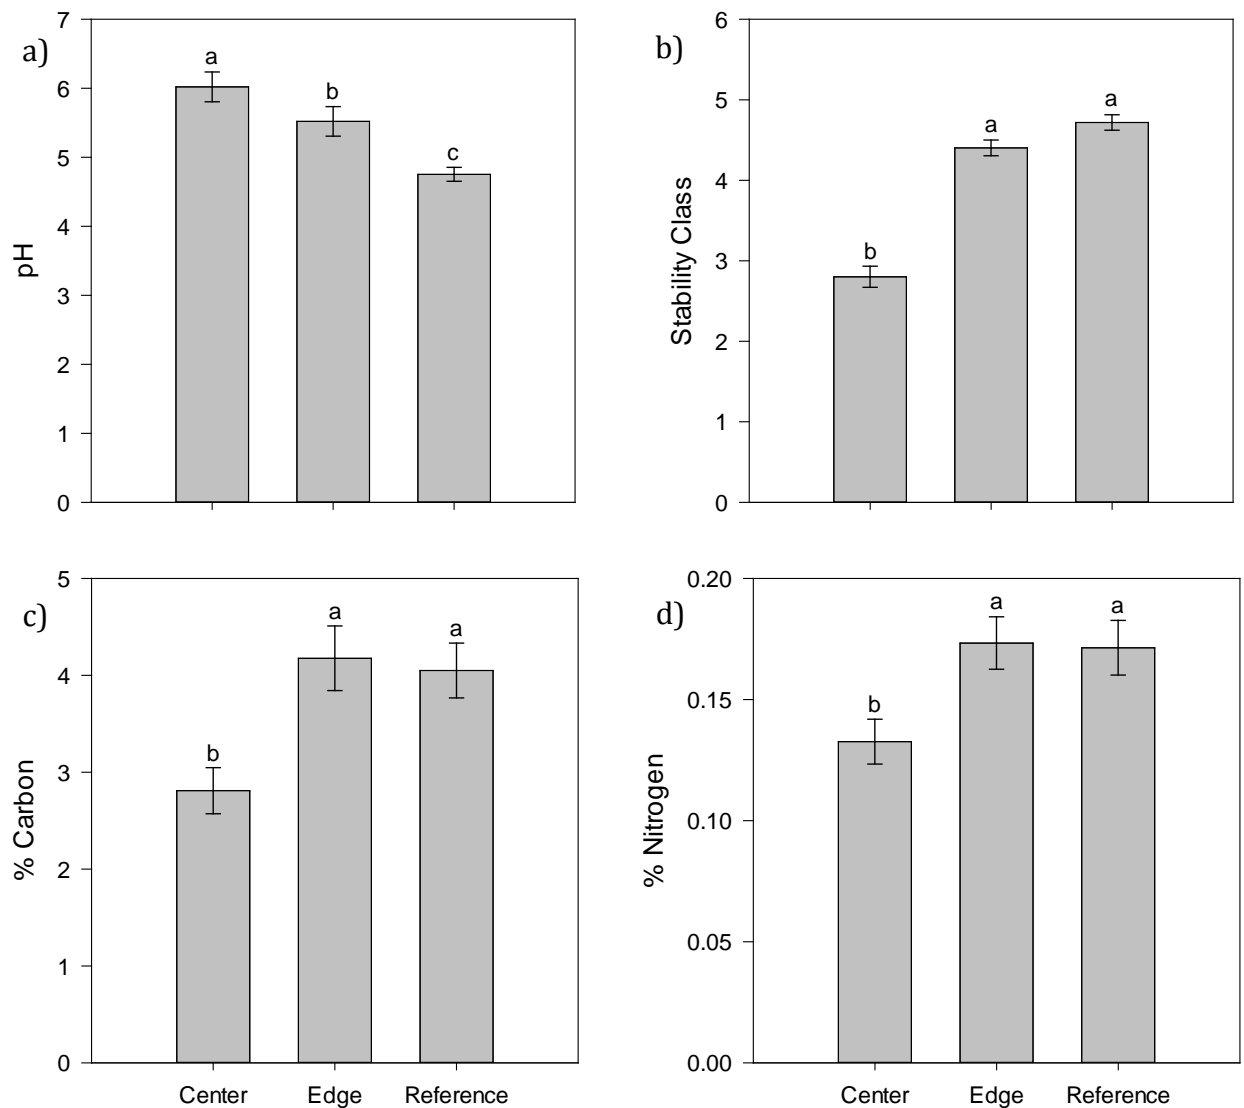 a)
pH
7
6
5
4
3
2
1
0
a
b
c
b)
Stability Class
6
5
4
3
2
1
0
b
a
a
c)
% Carbon
5
4
3
2
1
0
b
a
a
Center Edge Reference
d)
% Nitrogen
0.20
0.15
0.10
0.05
0.00
b
a
a
Center Edge Reference